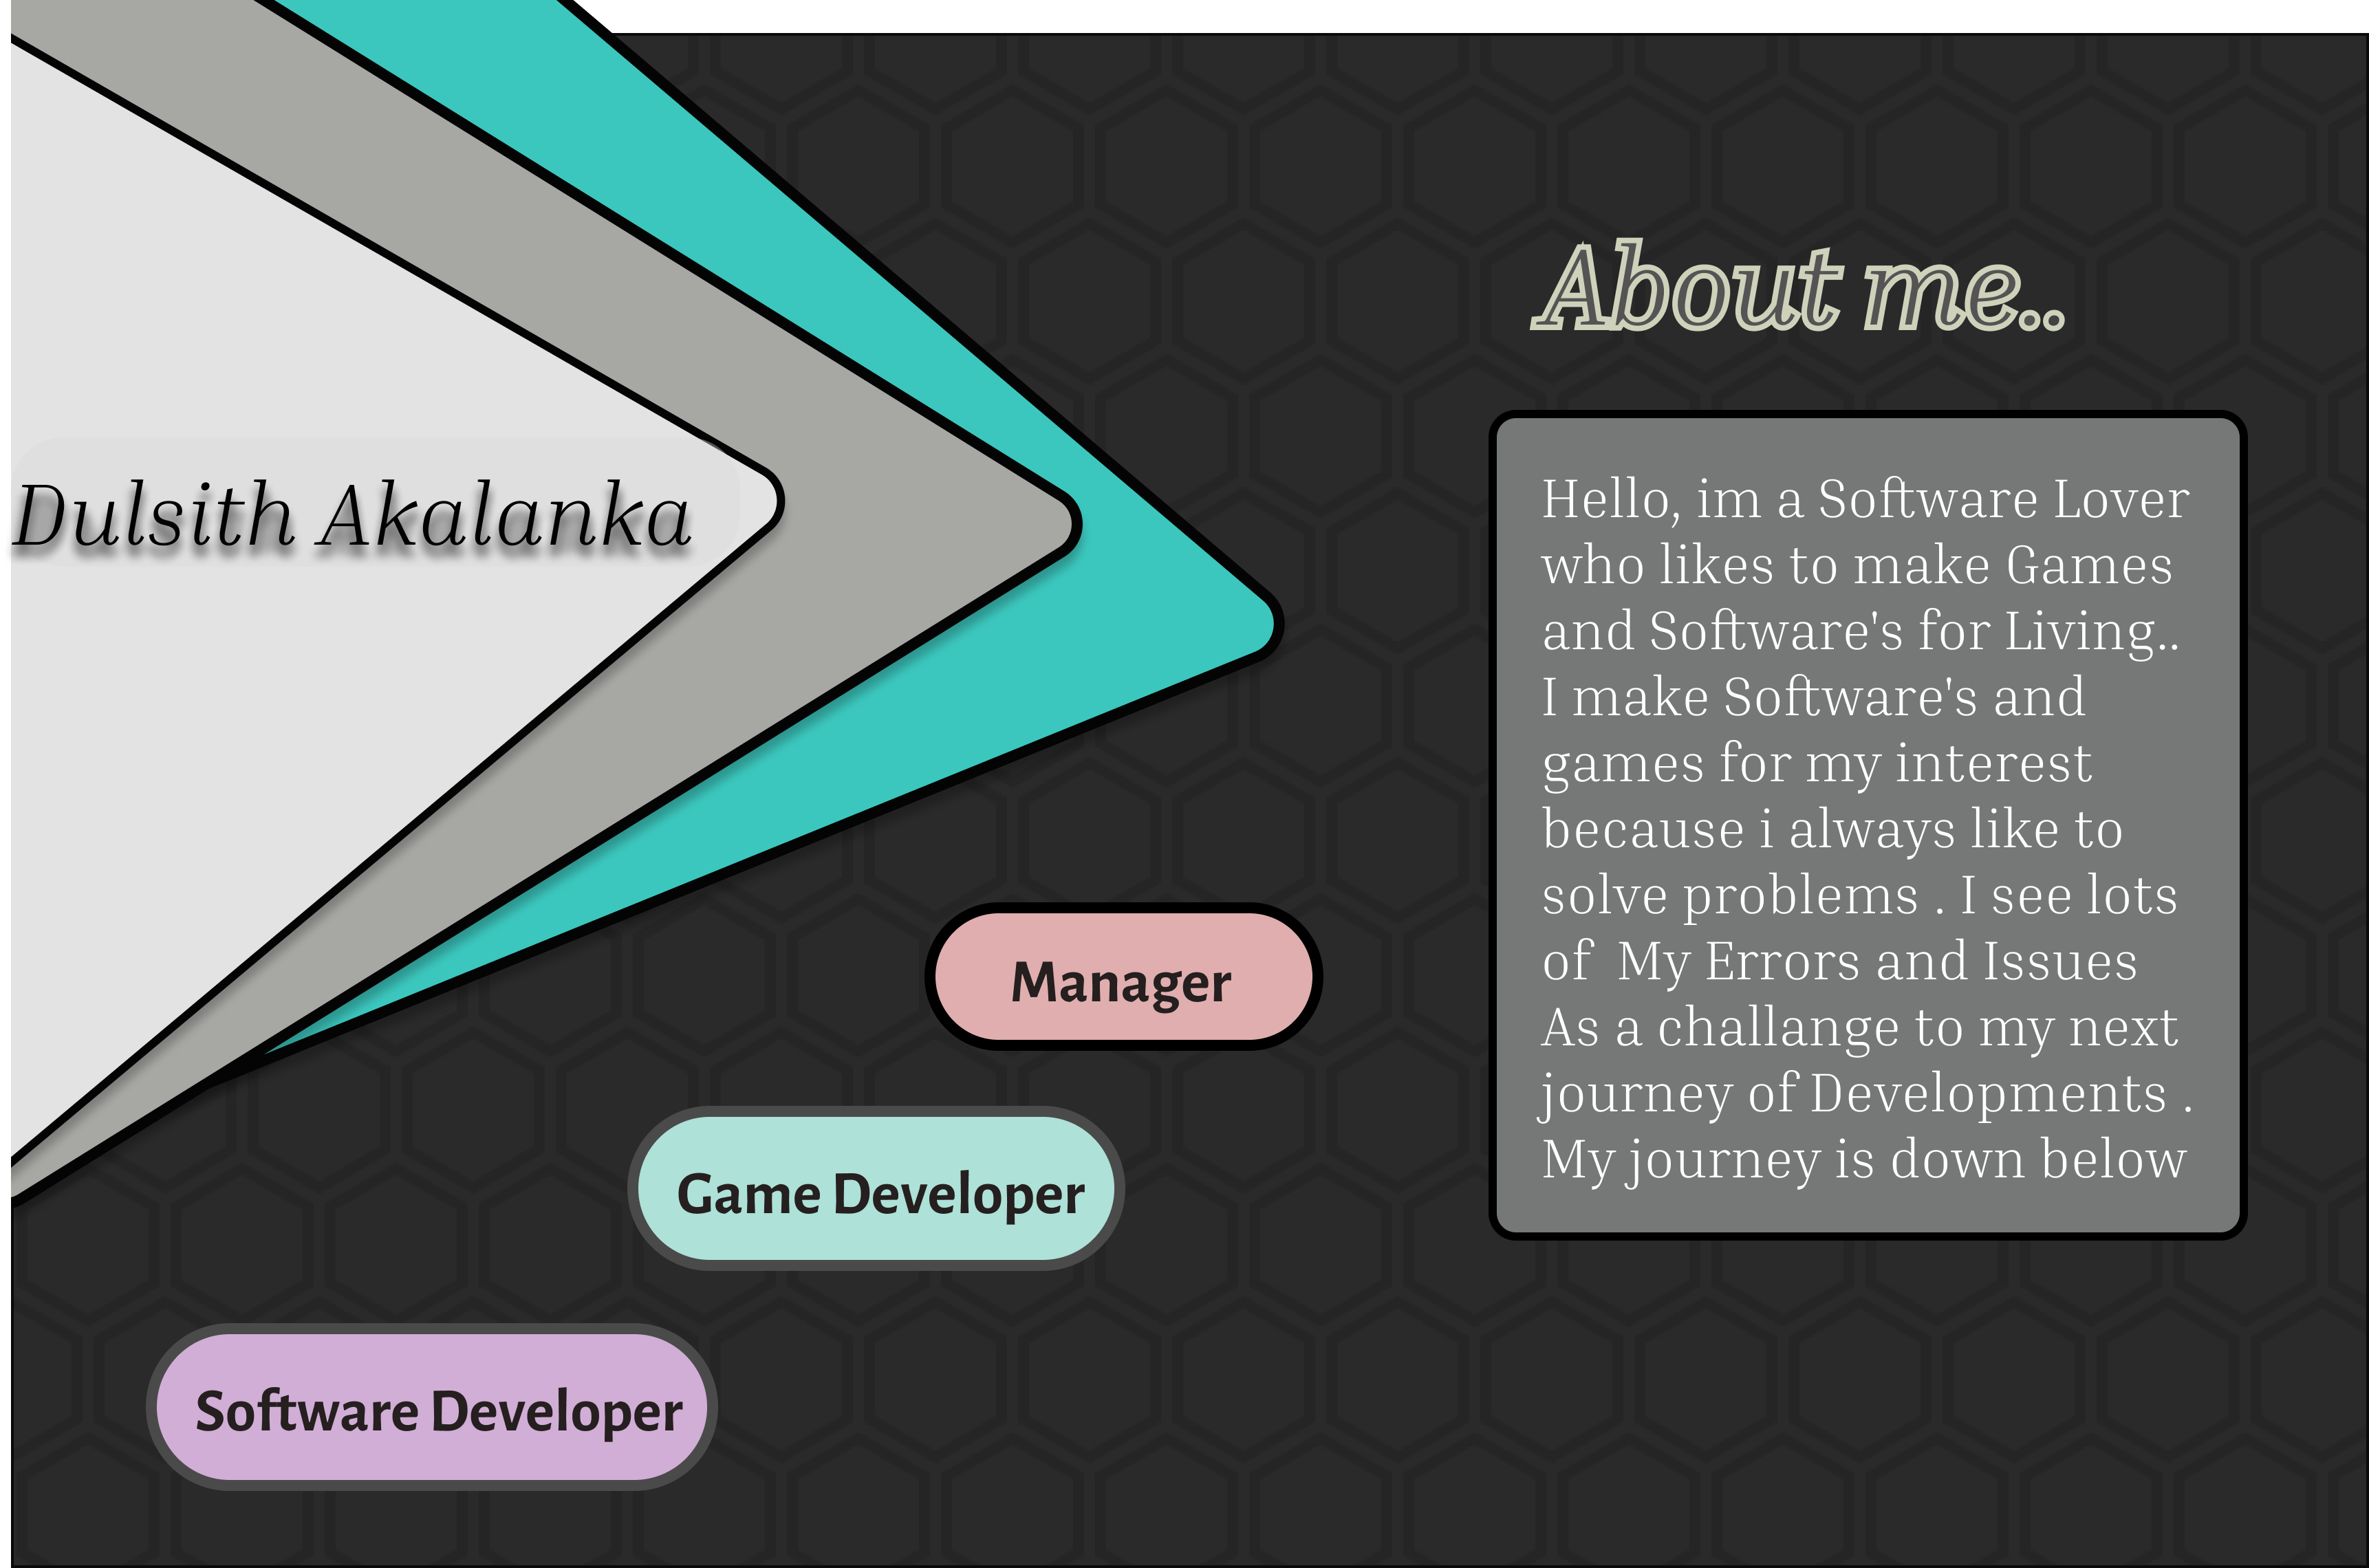 Dulsith Akalanka
About me..
Hello, im a Software Lover
who likes to make Games
and Software's for Living..
I make Software's and
games for my interest
because i always like to
solve problems . I see lots
of  My Errors and Issues
As a challange to my next
journey of Developments .
My journey is down below
Manager
Game Developer
Software Developer